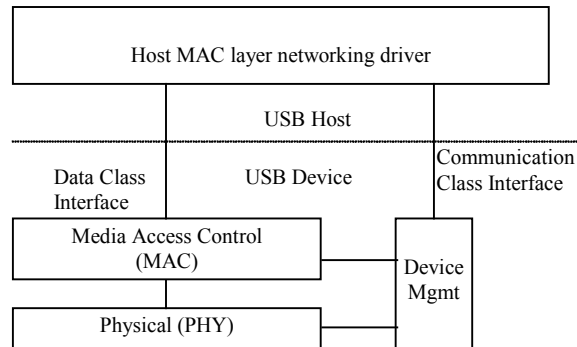 Host MAC layer networking driver
USB Host
Communication
Class Interface
Data Class
Interface
USB Device
Media Access Control
(MAC)
Device
Mgmt
Physical (PHY)